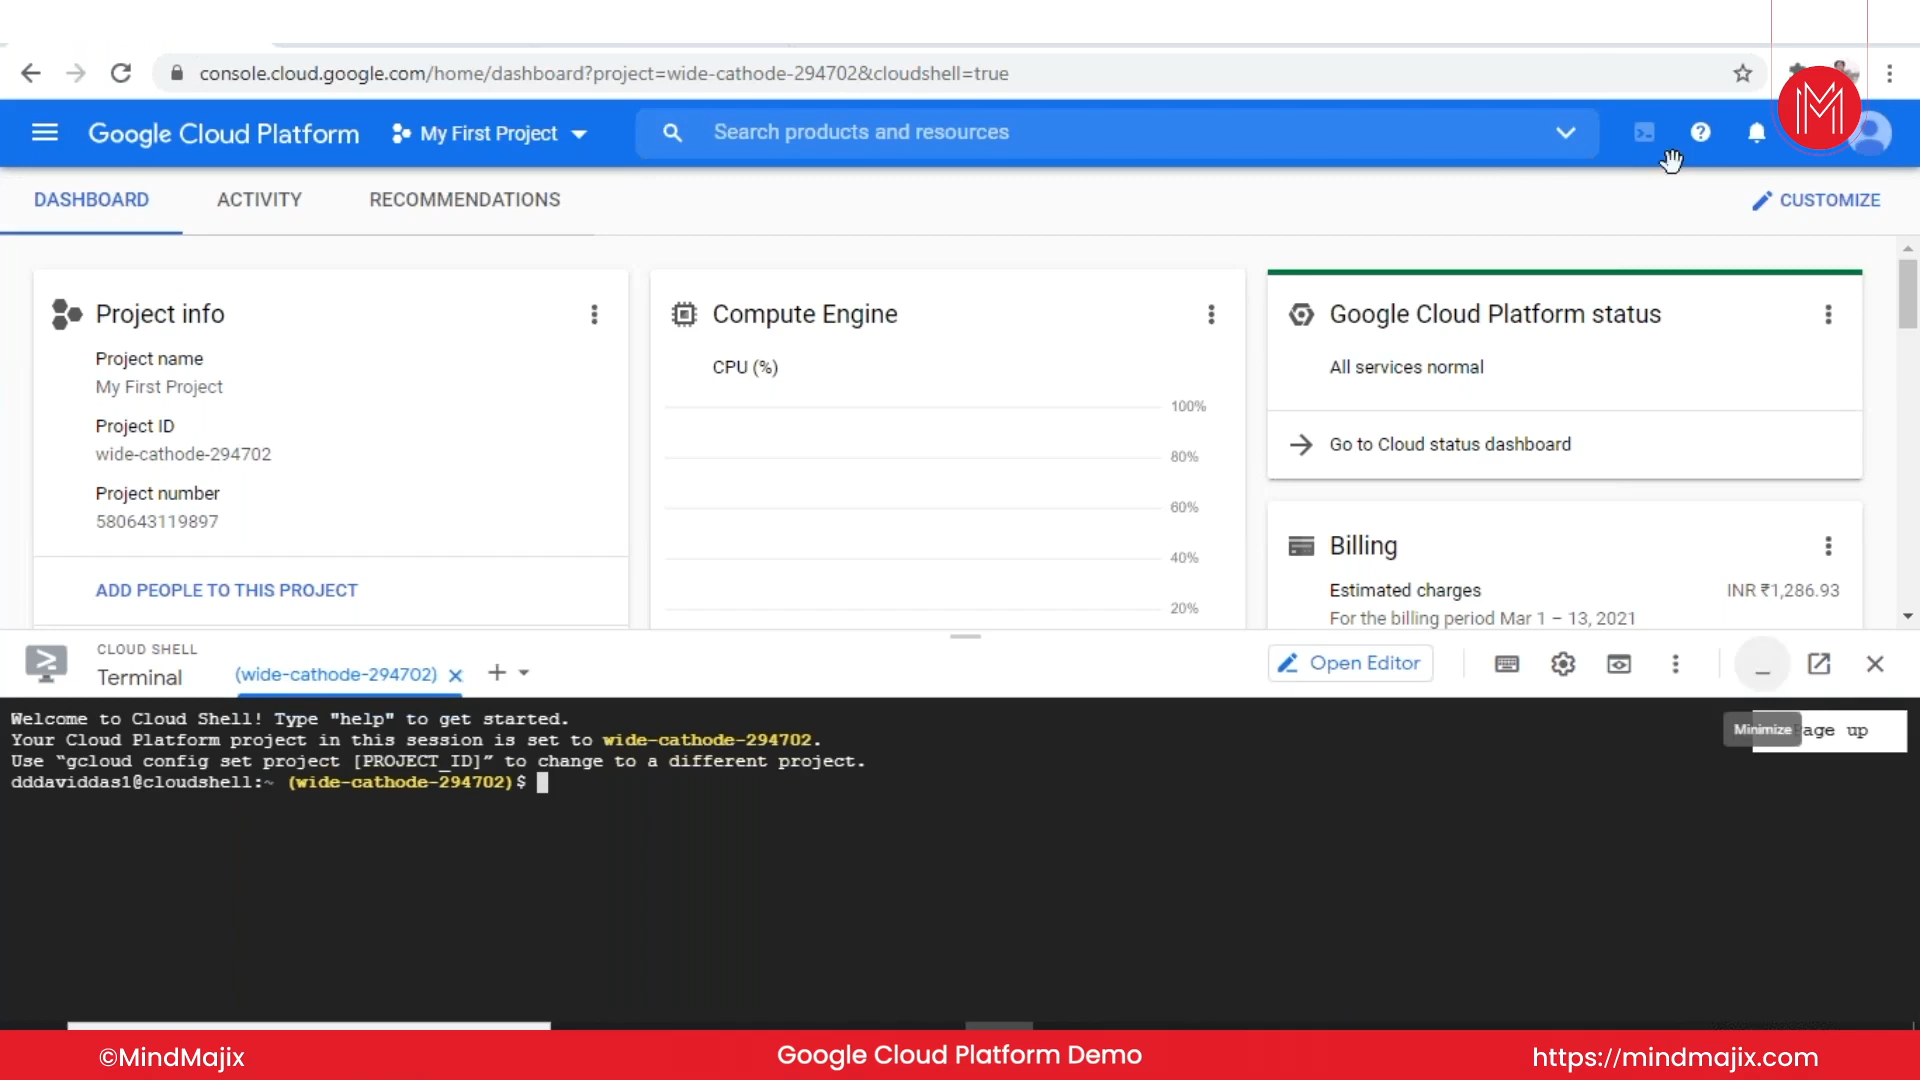 console.cloud.google.com/home/dashboard?project=wide-cathode-294702&cloudshell=true
Google Cloud Platform
My First Project
Search products and resources
DASHBOARD
ACTIVITY
RECOMMENDATIONS
CUSTOMIZE
Project info
Project name
My First Project
Project ID
wide-cathode-294702
Project number
580643119897
ADD PEOPLE TO THIS PROJECT
Compute Engine
CPU (%)
100%
80%
60%
40%
20%
Google Cloud Platform status
All services normal
Go to Cloud status dashboard
Billing
Estimated charges
INR ₹1,286.93
For the billing period Mar 1 – 13, 2021
CLOUD SHELL
Terminal
(wide-cathode-294702)
Open Editor
Minimize
age up
Welcome to Cloud Shell! Type "help" to get started.
Your Cloud Platform project in this session is set to wide-cathode-294702.
Use “gcloud config set project [PROJECT_ID]” to change to a different project.
dddaviddas1@cloudshell:~ (wide-cathode-294702)$
©MindMajix
Google Cloud Platform Demo
https://mindmajix.com